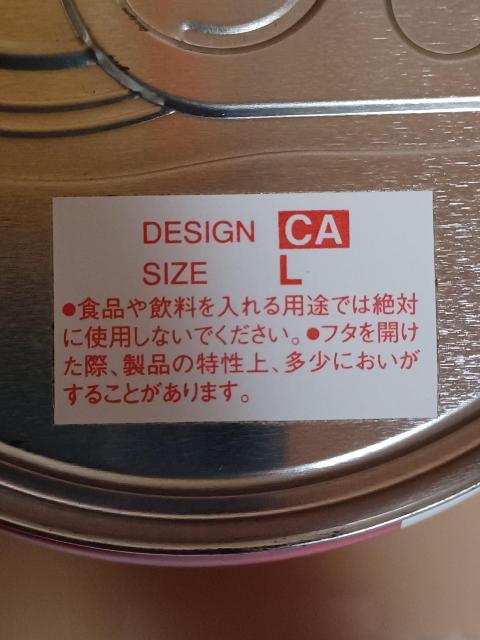 DESIGN CA
SIZE L
●食品や飲料を入れる用途では絶対
に使用しないでください。●フタを開け
た際、製品の特性上、多少においが
することがあります。